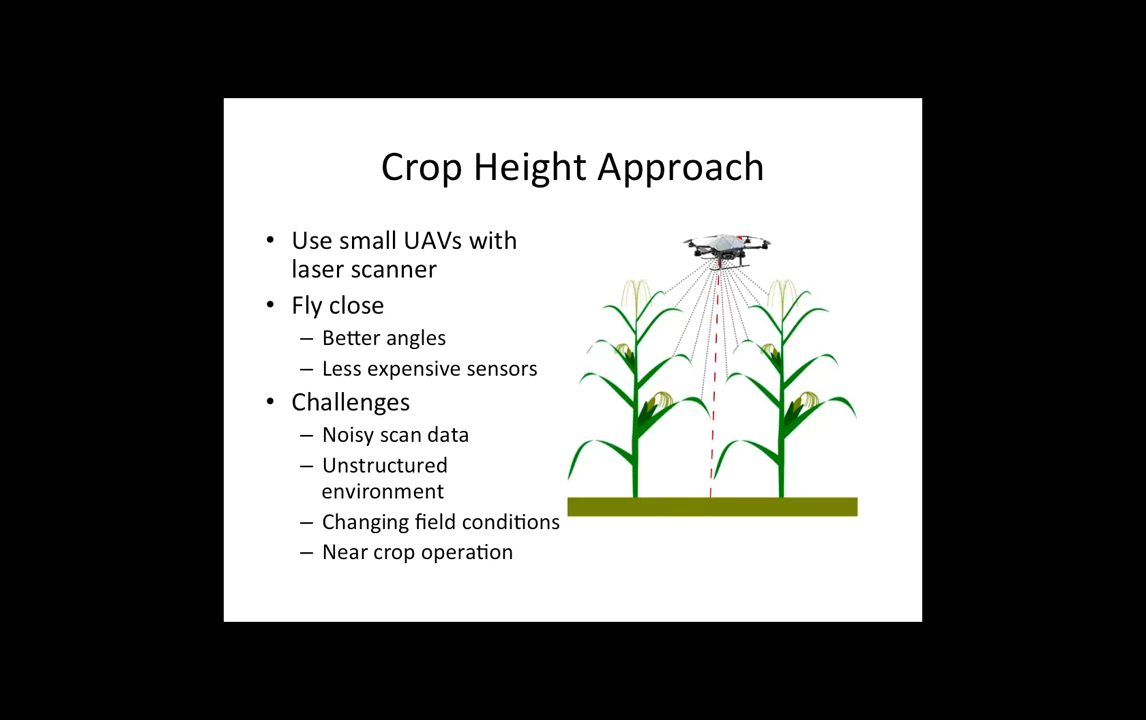 Crop Height Approach
• Use small UAVs with
laser scanner
• Fly close
– Better angles
– Less expensive sensors
• Challenges
– Noisy scan data
– Unstructured
environment
– Changing field conditions
– Near crop operation